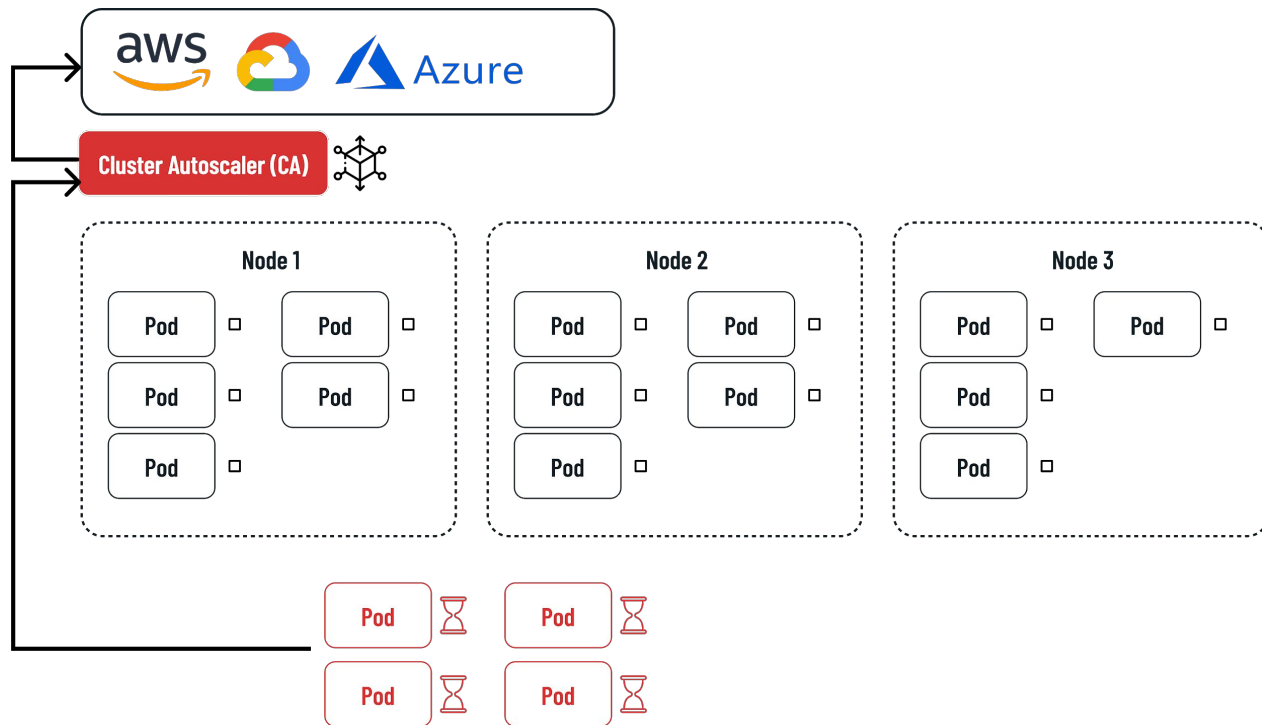 aws
Azure
Cluster Autoscaler (CA)
Node 1
Node 2
Node 3
Pod Pod Pod Pod Pod Pod
Pod Pod Pod Pod Pod
Pod Pod Pod
Pod Pod
Pod Pod